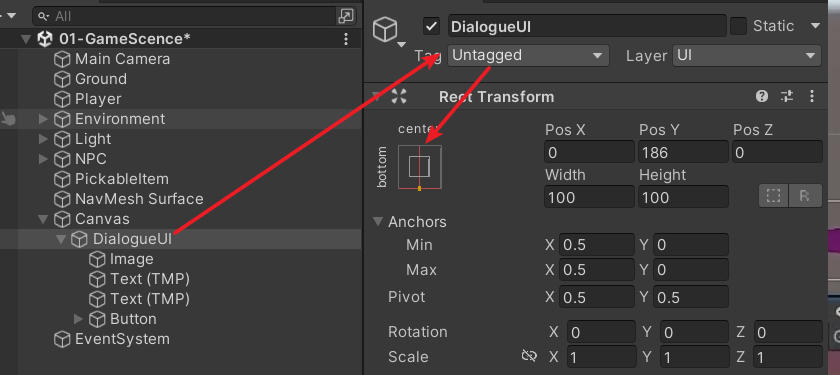 All
01-GameScence*
Main Camera
Ground
Player
Environment
Light
NPC
PickableItem
NavMesh Surface
Canvas
DialogueUI
Image
Text (TMP)
Text (TMP)
Button
EventSystem
DialogueUI Static
Tag Untagged Layer UI
Rect Transform
center
bottom
Pos X Pos Y Pos Z
0 186 0
Width Height
100 100 R
Anchors
Min X 0.5 Y 0
Max X 0.5 Y 0
Pivot X 0.5 Y 0.5
Rotation X 0 Y 0 Z 0
Scale X 1 Y 1 Z 1